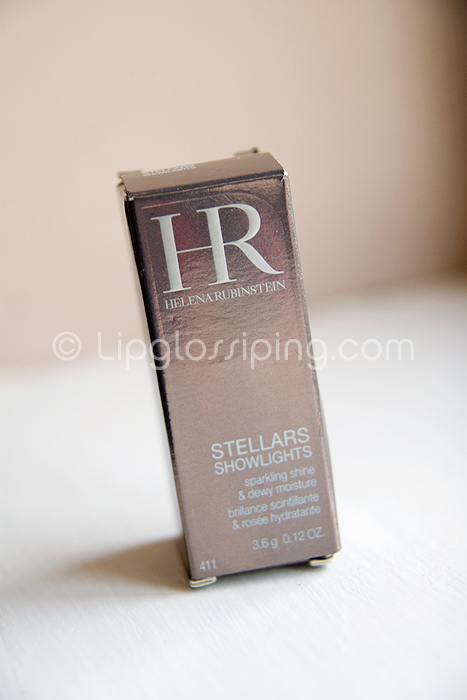 HR
HELENA RUBINSTEIN
© Lipglossiping.com
STELLARS
SHOWLIGHTS
sparkling shine
& dewy moisture
brillance scintillante
& rosée hydratante
3.6 g 0.12 OZ.
411